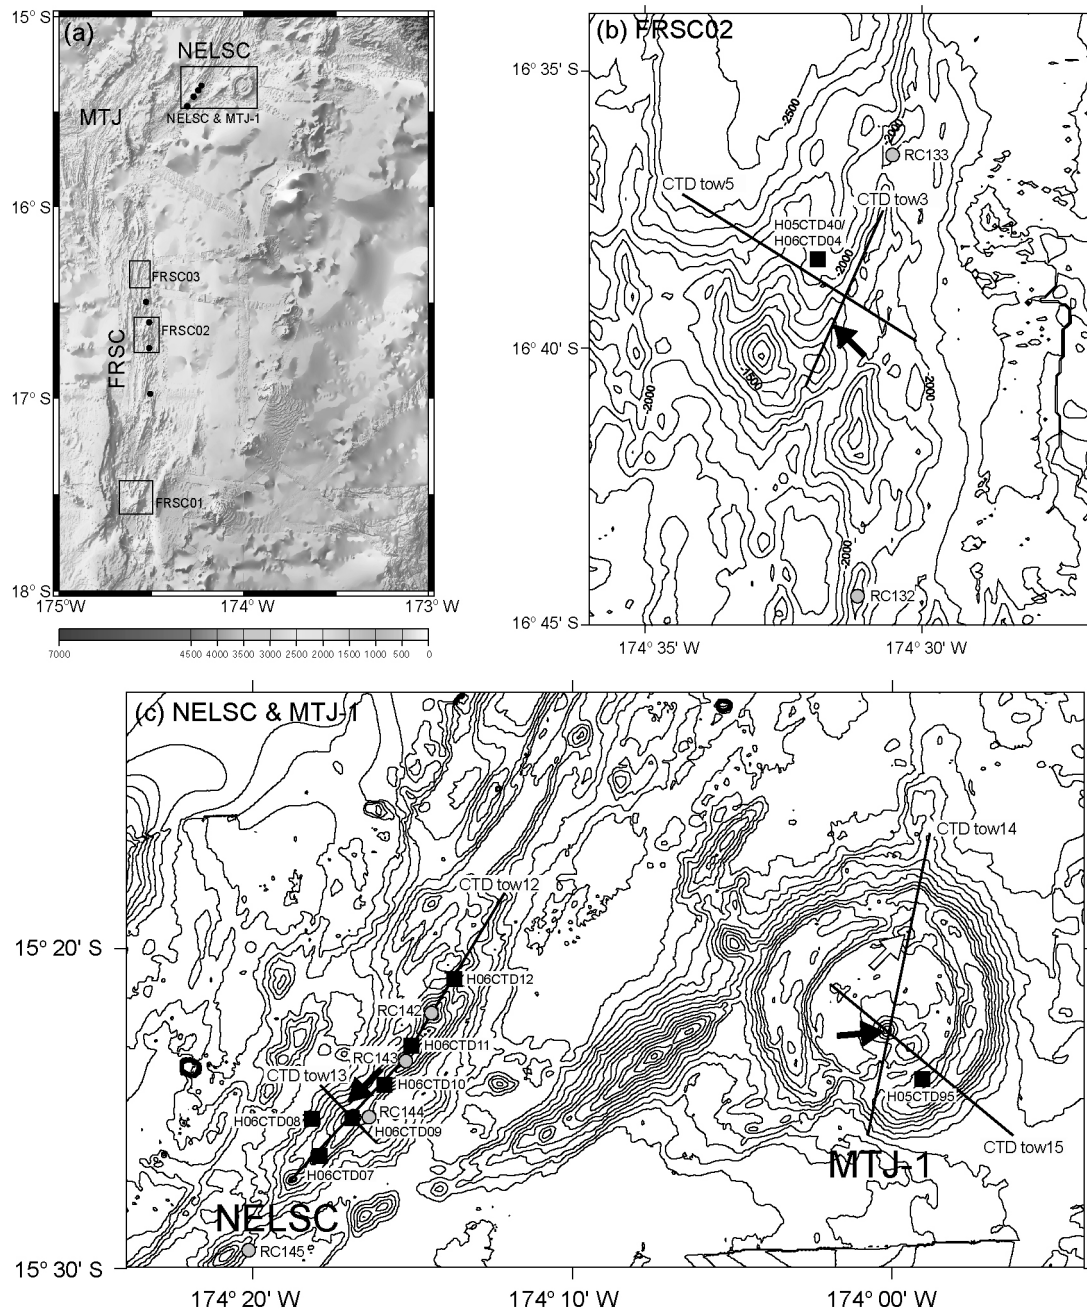 (a)
15° S
16° S
17° S
18° S
175° W
174° W
173° W
NELSC
MTJ
NELSC & MTJ-1
FRSC03
FRSC02
FRSC
FRSC01
7000
4500
4000
3500
3000
2500
2000
1500
1000
500
0
(b) FRSC02
16° 35' S
16° 40' S
16° 45' S
174° 35' W
174° 30' W
-2500
-2000
RC133
CTD tow5
CTD tow3
H05CTD40/
H06CTD04
-2000
-1500
-2000
-2000
-2000
RC132
(c) NELSC & MTJ-1
CTD tow14
CTD tow12
15° 20' S
H06CTD12
RC142
H06CTD11
RC143
CTD tow13
H06CTD10
H06CTD08
RC144
H06CTD09
H05CTD95
H06CTD07
CTD tow15
MTJ-1
NELSC
RC145
15° 30' S
174° 20' W
174° 10' W
174° 00' W